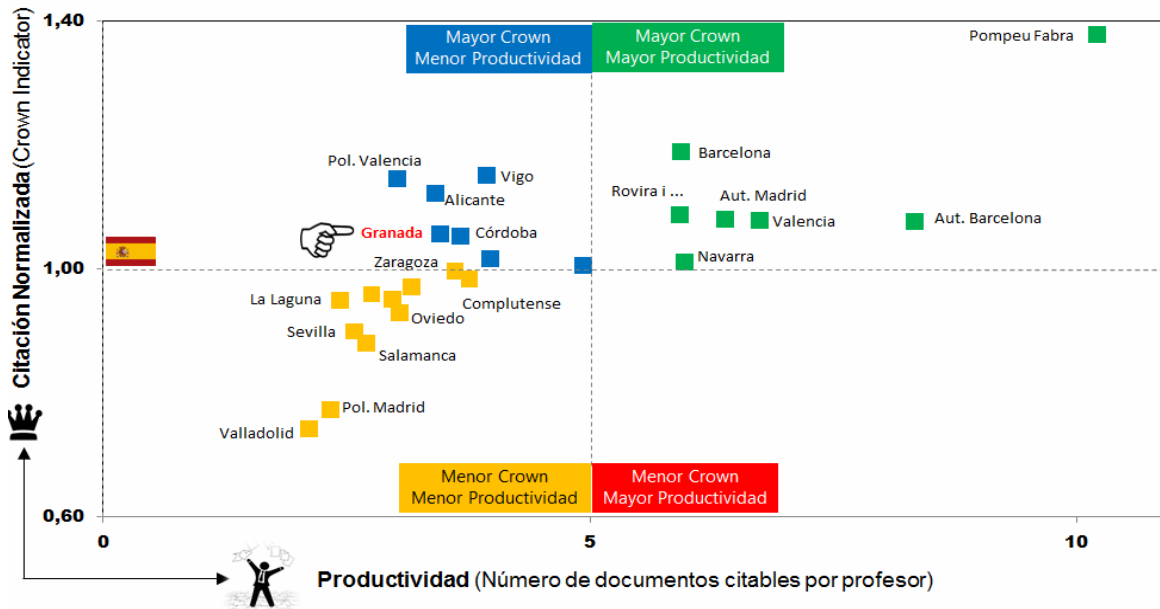 1,40
Mayor Crown
Menor Productividad
Mayor Crown
Mayor Productividad
Pompeu Fabra
Barcelona
Pol. Valencia
Vigo
Rovira i ...
Aut. Madrid
Alicante
Valencia
Aut. Barcelona
Granada
Córdoba
Navarra
Zaragoza
1,00
La Laguna
Complutense
Oviedo
Sevilla
Salamanca
Pol. Madrid
Valladolid
Menor Crown
Menor Productividad
Menor Crown
Mayor Productividad
0,60
0
5
10
Citación Normalizada (Crown Indicator)
Productividad (Número de documentos citables por profesor)